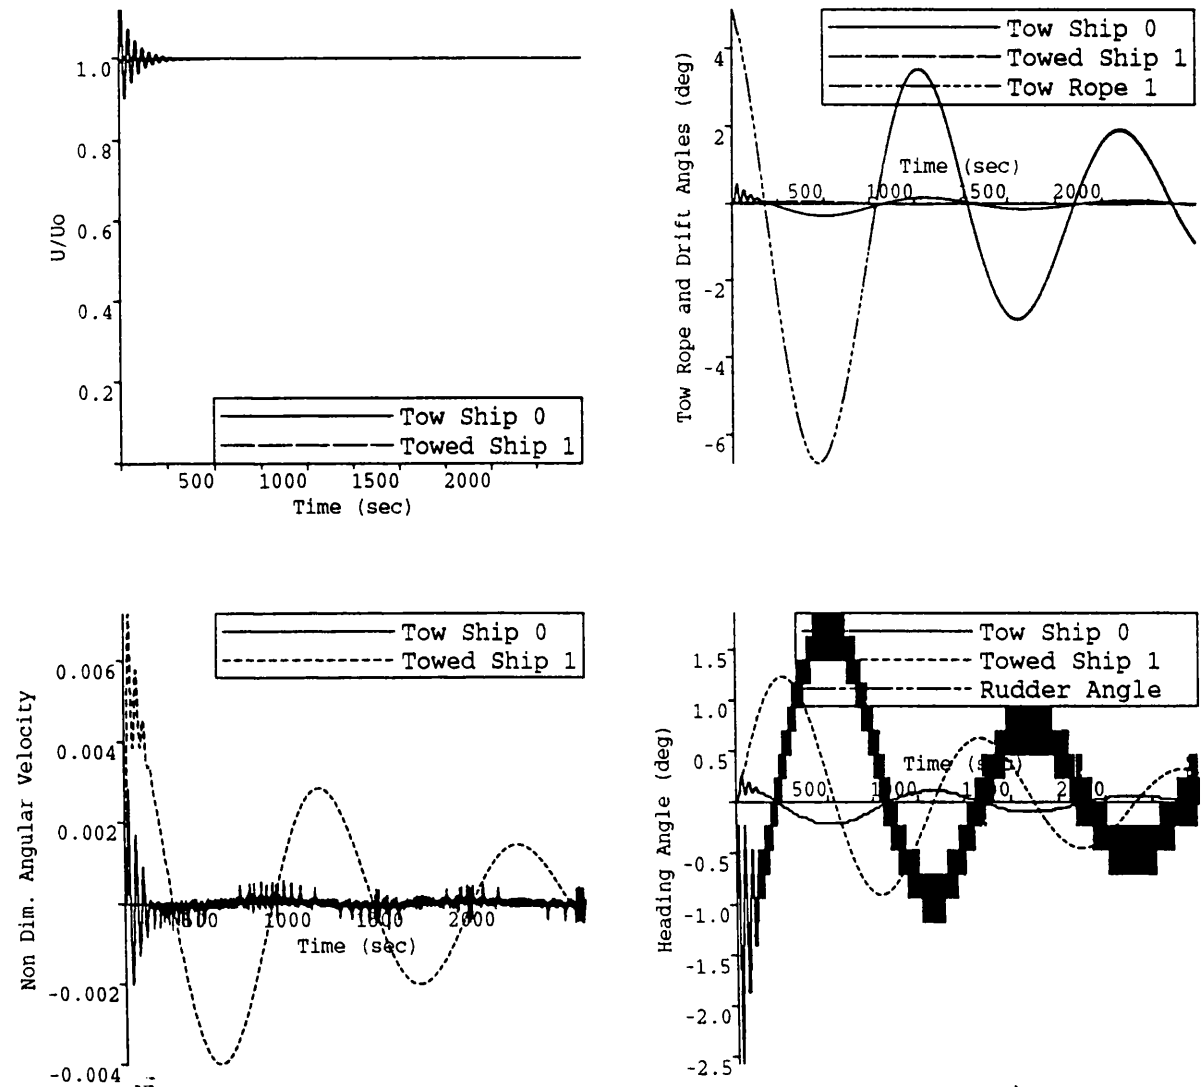 1.0
0.8
0.6
0.4
0.2
U/Uo
Tow Ship 0
Towed Ship 1
500 1000 1500 2000
Time (sec)
Tow Ship 0
Towed Ship 1
Tow Rope 1
4
2
-2
-4
-6
Tow Rope and Drift Angles (deg)
Time (sec)
500 1000 1500 2000
Tow Ship 0
Towed Ship 1
0.006
0.004
0.002
-0.002
-0.004
Non Dim. Angular Velocity
500 1000 1500 2000
Time (sec)
Tow Ship 0
Towed Ship 1
Rudder Angle
1.5
1.0
0.5
-0.5
-1.0
-1.5
-2.0
-2.5
Heading Angle (deg)
Time (sec)
500 1000